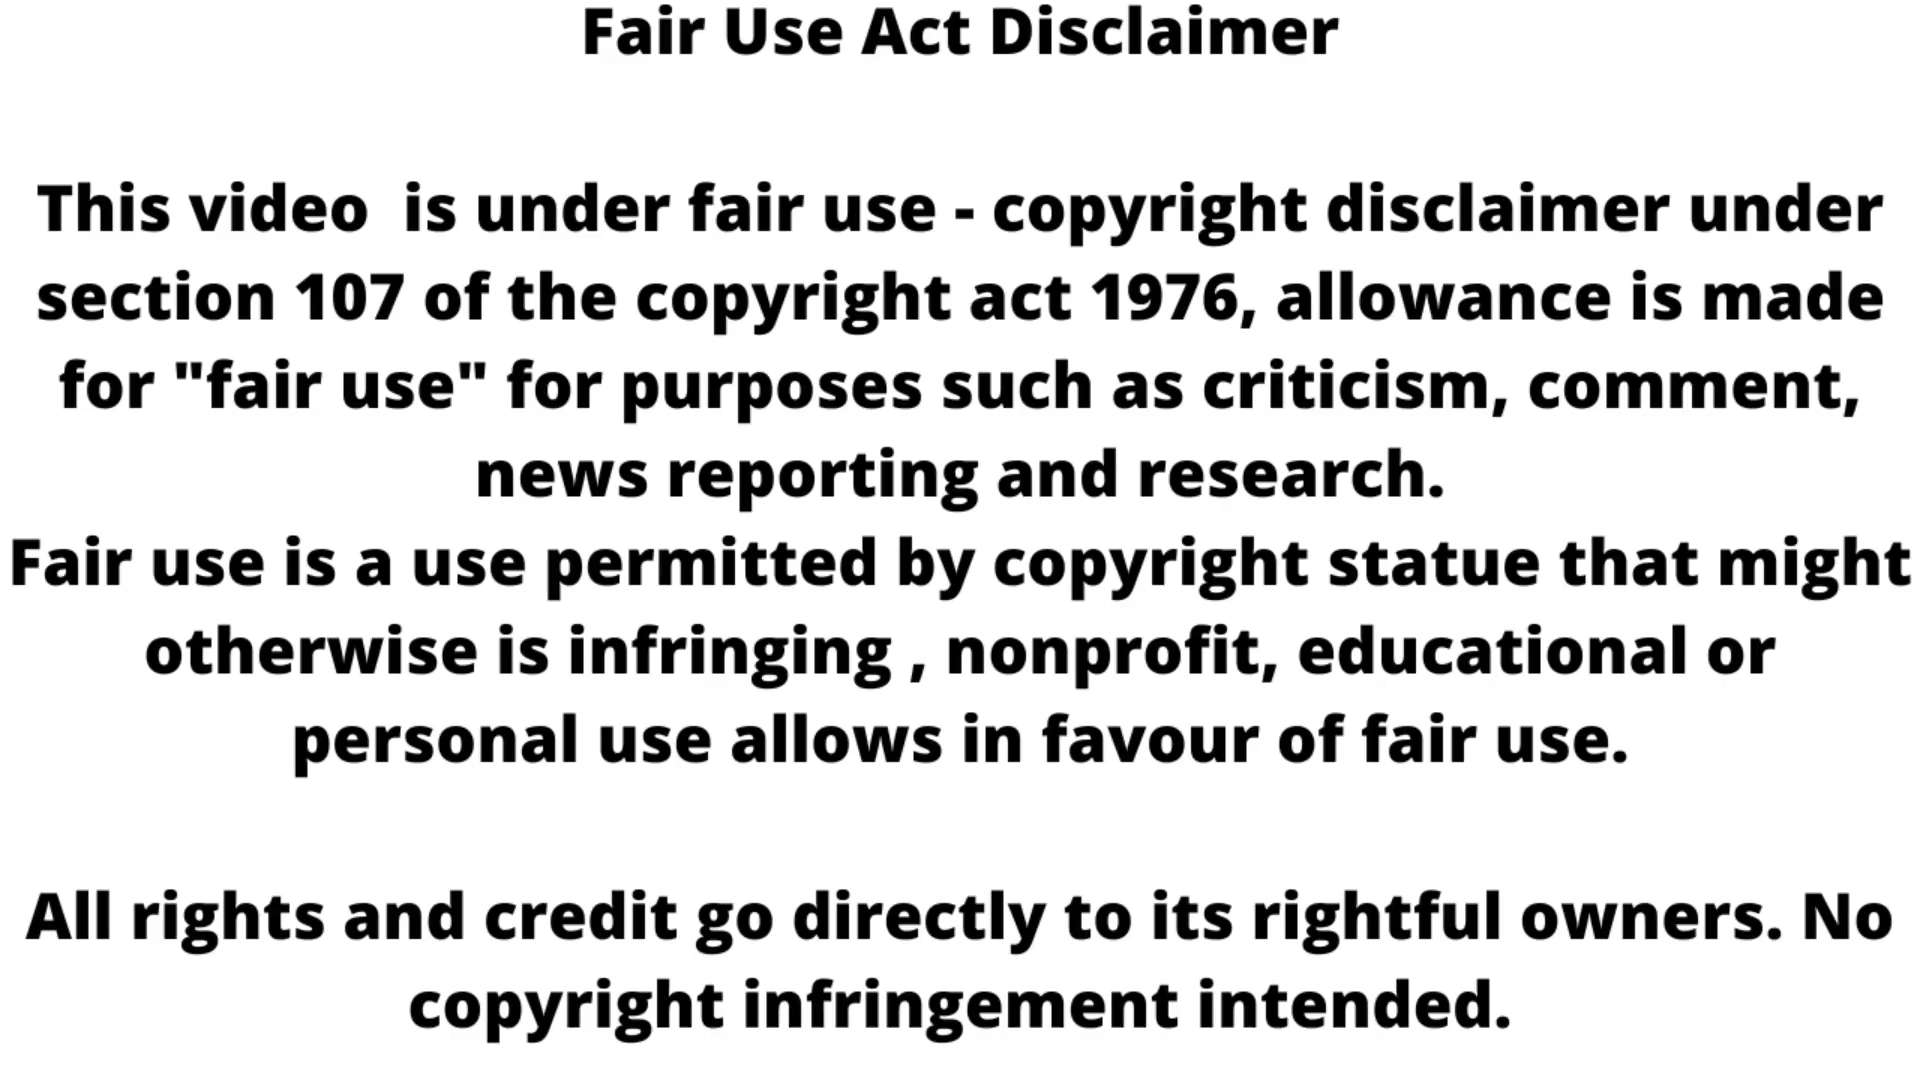 Fair Use Act Disclaimer
This video is under fair use - copyright disclaimer under
section 107 of the copyright act 1976, allowance is made
for "fair use" for purposes such as criticism, comment,
news reporting and research.
Fair use is a use permitted by copyright statue that might
otherwise is infringing , nonprofit, educational or
personal use allows in favour of fair use.
All rights and credit go directly to its rightful owners. No
copyright infringement intended.